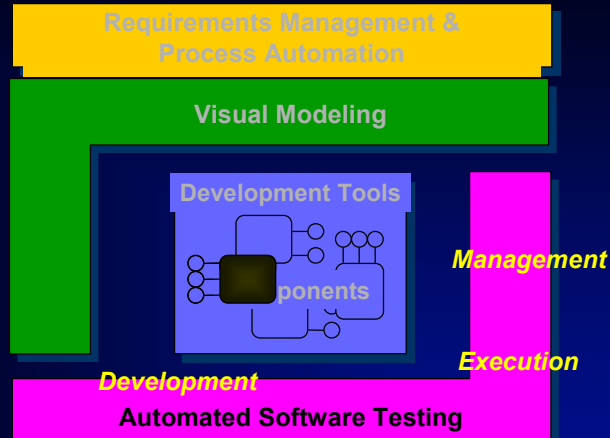 Requirements Management &
Process Automation
Visual Modeling
Development Tools
ponents
Management
Execution
Development
Automated Software Testing